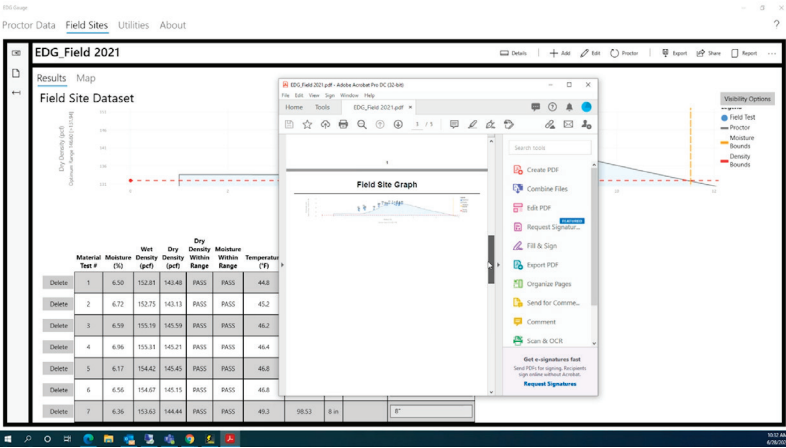 EDG Gauge
Proctor Data Field Sites Utilities About
?
EDG_Field 2021
Details Add Edit Proctor Export Share Report
Results Map
Field Site Dataset
Visibility Options
Field Test
Proctor
Moisture Bounds
Density Bounds
Dry Density (pcf)
EDG_Field 2021.pdf - Adobe Acrobat Pro DC (32-bit)
File Edit View Sign Window Help
Home Tools EDG_Field 2021.pdf ×
Search tools
Field Site Graph
Create PDF
Combine Files
Edit PDF
Request Signatur...
Fill & Sign
Export PDF
Organize Pages
Send for Comme...
Comment
Scan & OCR
Get e-signatures fast
Send PDFs for signing. Recipients
sign online without Acrobat.
Request Signatures
Material Test # Moisture (%) Wet Density (pcf) Dry Density (pcf) Dry Density Within Range Moisture Within Range Temperatur (°F)
Delete 1 6.50 152.81 143.48 PASS PASS 44.8
Delete 2 6.72 152.75 143.13 PASS PASS 45.2
Delete 3 6.59 155.19 145.59 PASS PASS 46.2
Delete 4 6.96 155.31 145.21 PASS PASS 46.4
Delete 5 6.17 154.42 145.45 PASS PASS 46.8
Delete 6 6.56 154.67 145.15 PASS PASS 46.8
Delete 7 6.36 153.63 144.44 PASS PASS 49.3 98.53 8 in 8"
10:32 AM